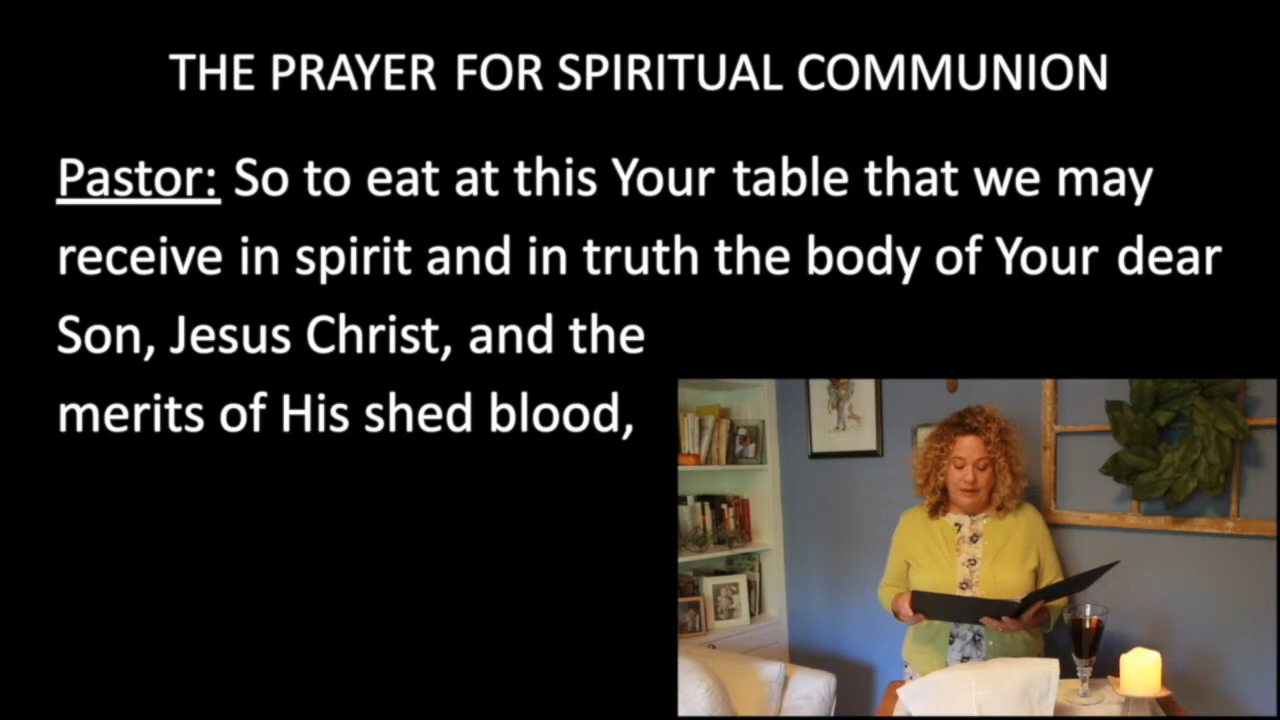 THE PRAYER FOR SPIRITUAL COMMUNION
Pastor: So to eat at this Your table that we may
receive in spirit and in truth the body of Your dear
Son, Jesus Christ, and the
merits of His shed blood,